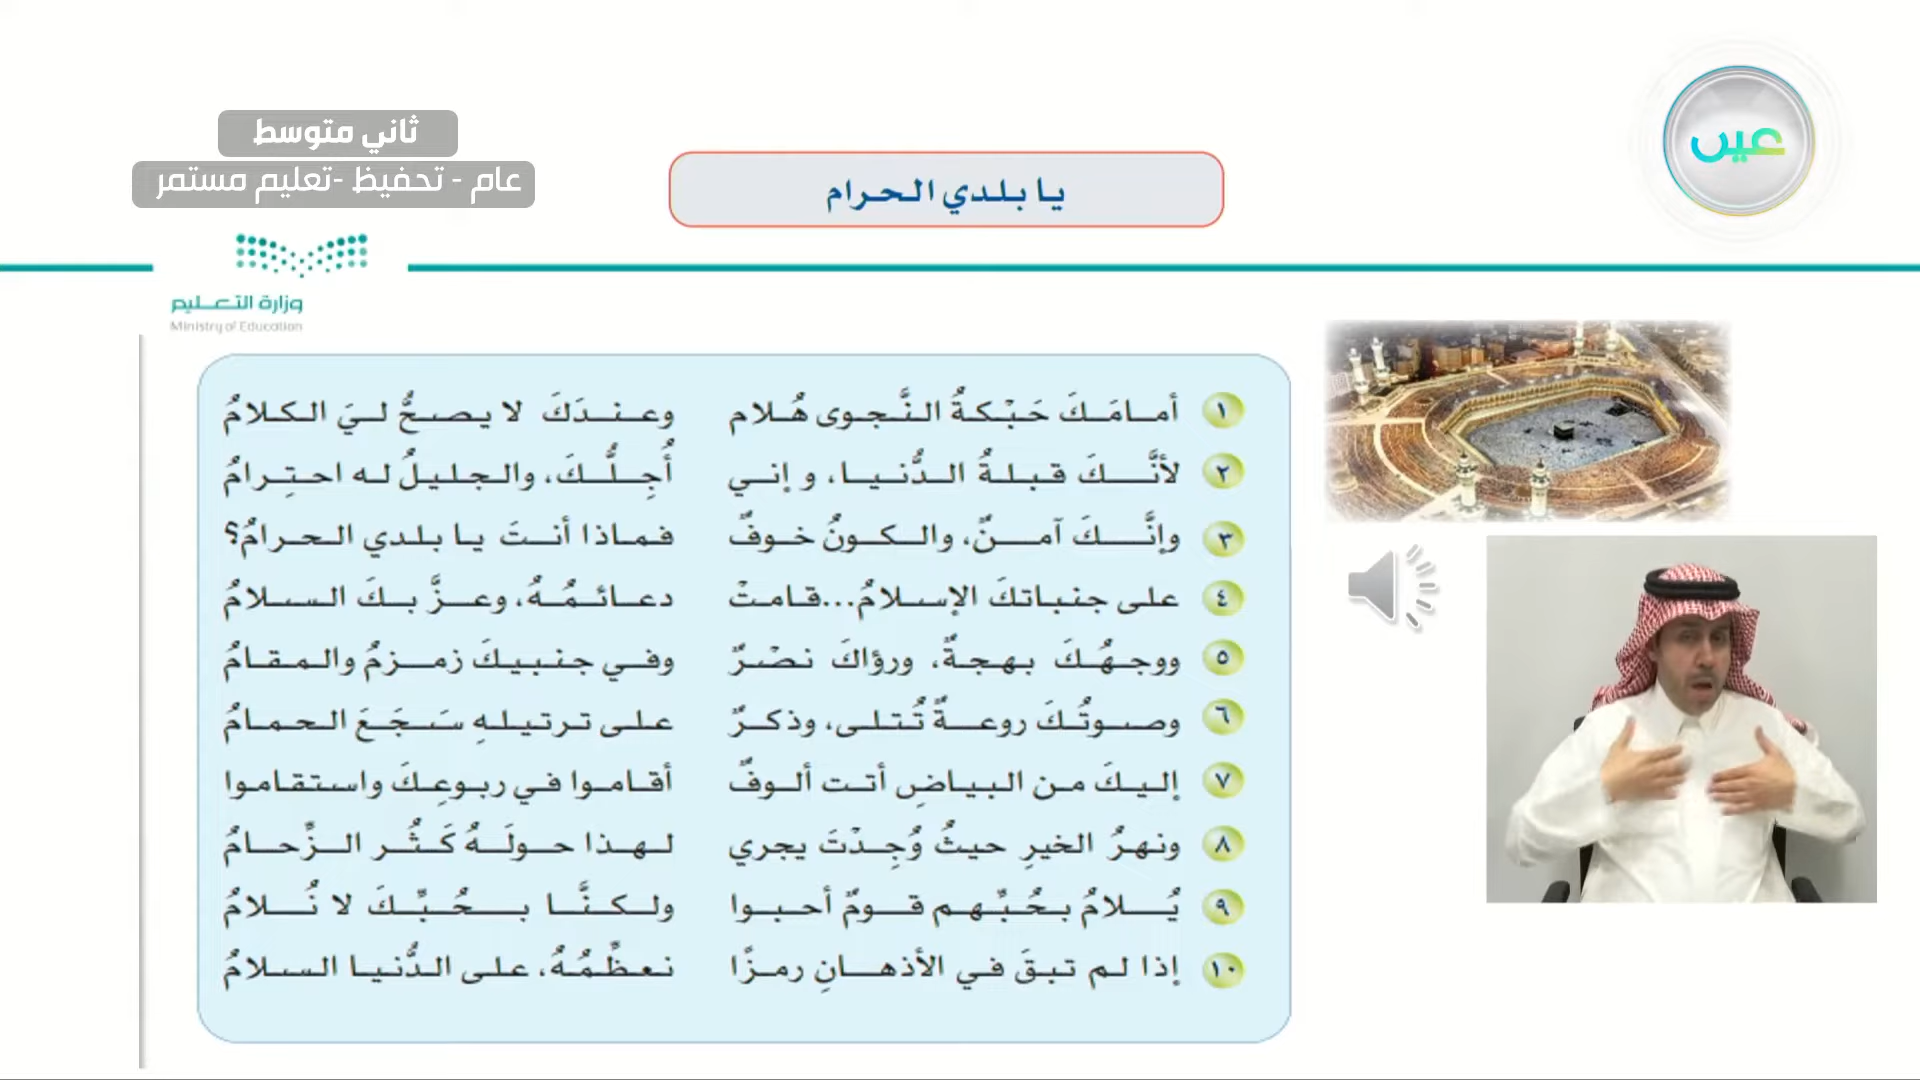 عين
ثاني متوسط
عام - تحفيظ -تعليم مستمر
يا بلدي الحرام
وزارة التعليم
Ministry of Education
١ أمامَكَ حَبْكةُ النَّجوى هُلام وعندَكَ لا يصحُّ ليَ الكلامُ
٢ لأنَّكَ قبلةُ الدُّنيا، و إني أُجِلُّكَ، والجليلُ له احتِرامُ
٣ وإنَّكَ آمنٌ، والكونُ خوفٌ فماذا أنتَ يا بلدي الحرامُ؟
٤ على جنباتكَ الإسلامُ...قامتْ دعائمُهُ، وعزَّ بكَ السلامُ
٥ ووجهُكَ بهجةٌ، ورؤاكَ نضْرٌ وفي جنبيكَ زمزمُ والمقامُ
٦ وصوتُكَ روعةٌ تُتلى، وذكرٌ على ترتيلهِ سَجَعَ الحمامُ
٧ إليكَ من البياضِ أتت ألوفٌ أقاموا في ربوعِكَ واستقاموا
٨ ونهرُ الخيرِ حيثُ وُجِدْتَ يجري لهذا حولَهُ كَثُر الزِّحامُ
٩ يُلامُ بحُبِّهم قومٌ أحبوا ولكنَّا بحُبِّكَ لا نُلامُ
١٠ إذا لم تبقَ في الأذهانِ رمزًا نعظِّمُهُ، على الدُّنيا السلامُ